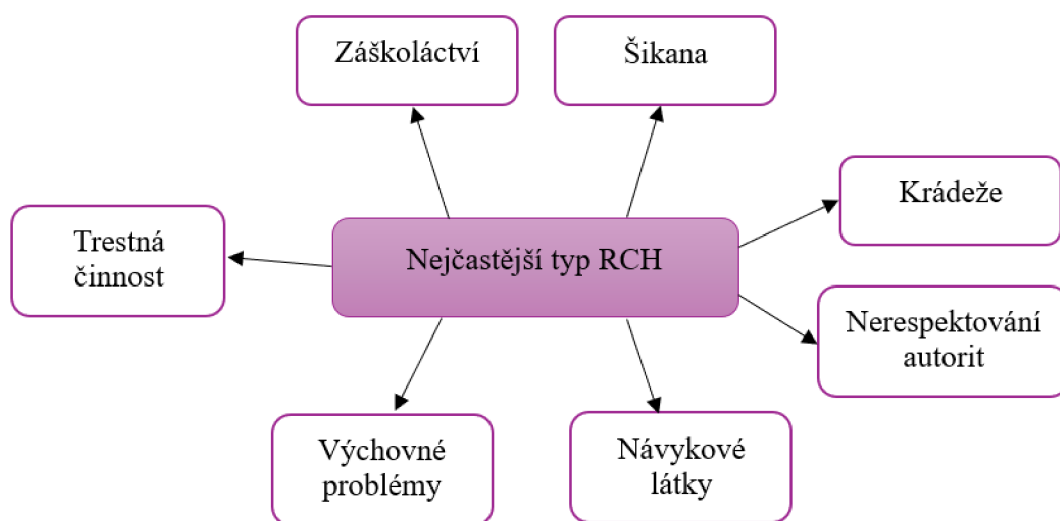 Záškoláctví
Šikana
Krádeže
Trestná
činnost
Nejčastější typ RCH
Nerespektování
autorit
Výchovné
problémy
Návykové
látky